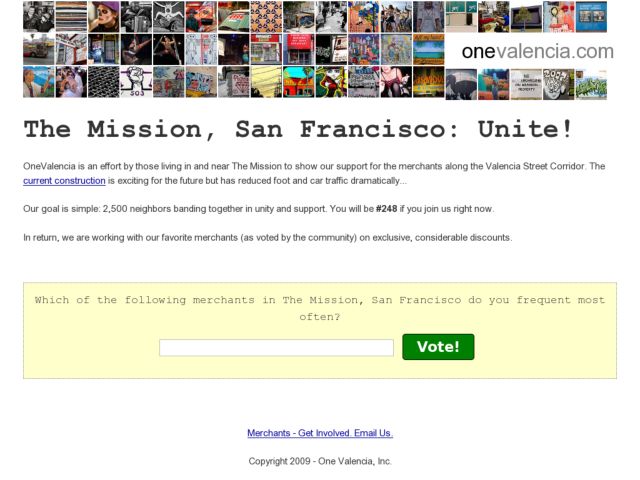 onevalencia.com
The Mission, San Francisco: Unite!
OneValencia is an effort by those living in and near The Mission to show our support for the merchants along the Valencia Street Corridor. The
current construction is exciting for the future but has reduced foot and car traffic dramatically...
Our goal is simple: 2,500 neighbors banding together in unity and support. You will be #248 if you join us right now.
In return, we are working with our favorite merchants (as voted by the community) on exclusive, considerable discounts.
Which of the following merchants in The Mission, San Francisco do you frequent most
often?
Vote!
Merchants - Get Involved. Email Us.
Copyright 2009 - One Valencia, Inc.